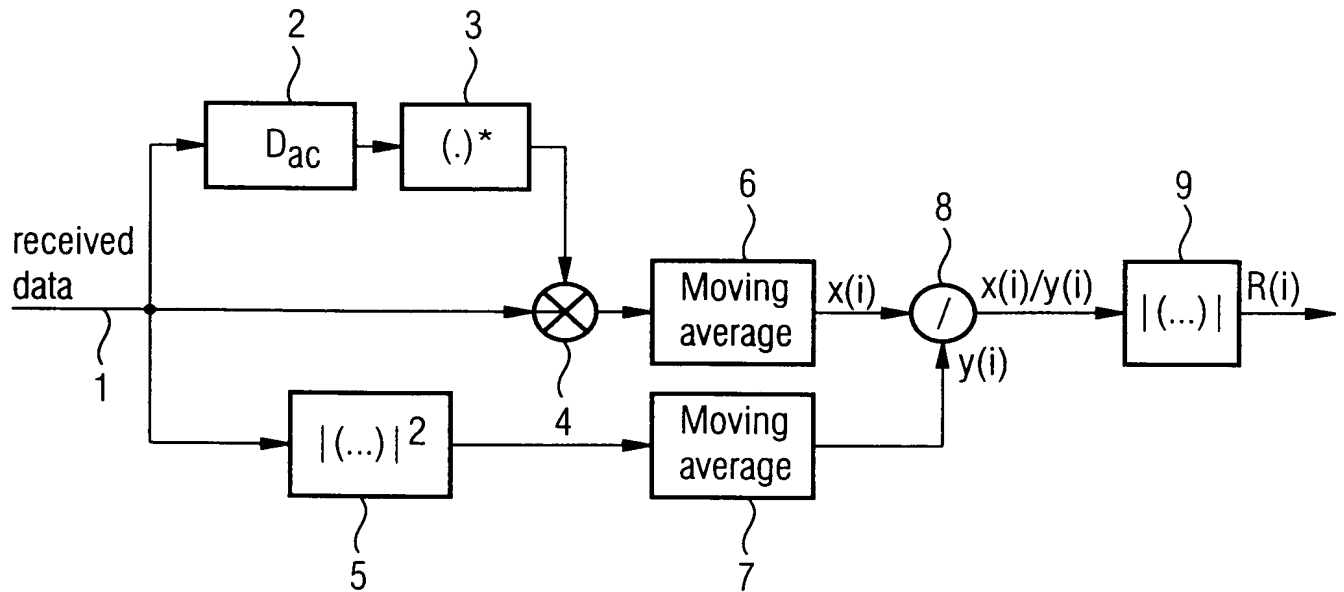 2
3
D_ac
(.)*
6
8
9
received
data
Moving
average
x(i)
/
x(i)/y(i)
|(...)|
R(i)
y(i)
1
4
|(...)|²
Moving
average
5
7